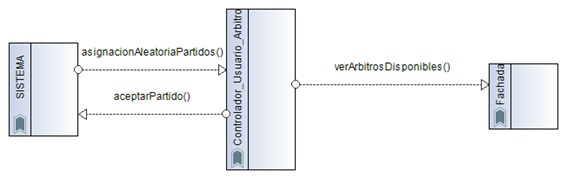 SISTEMA
asignacionAleatoriaPartidos()
aceptarPartido()
Controlador_Usuario_Arbitro
verArbitrosDisponibles()
Fachada